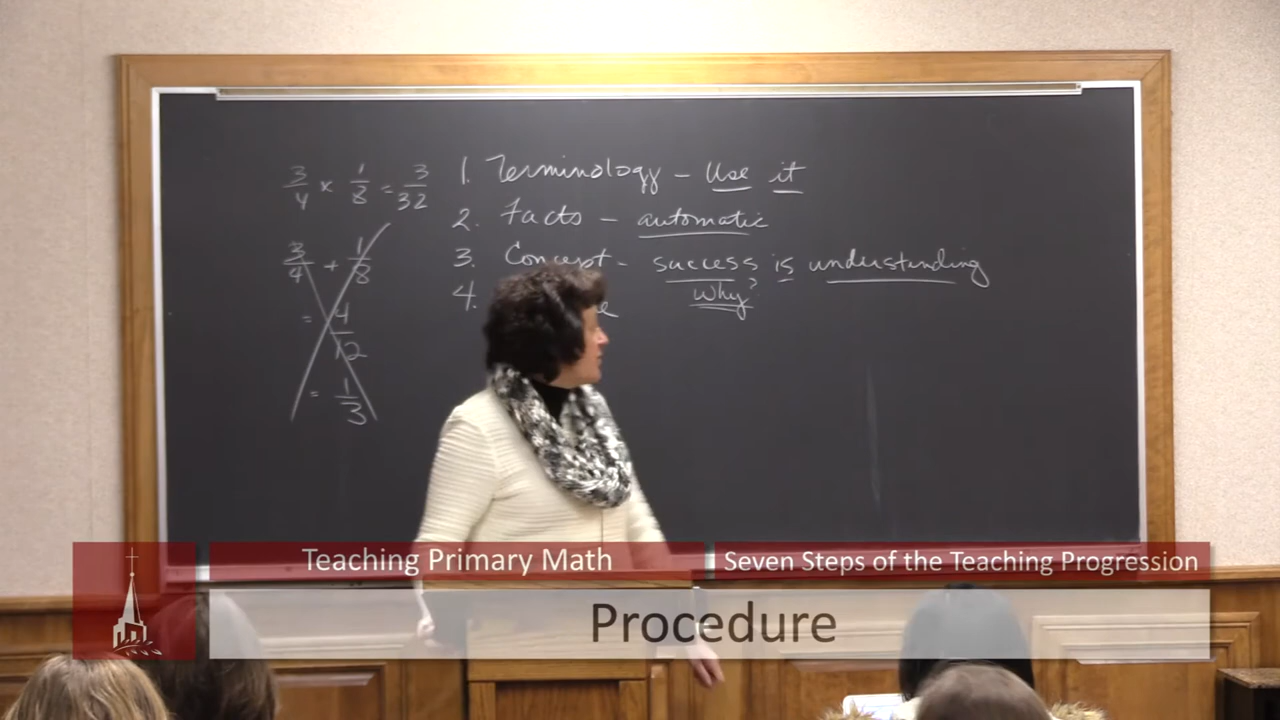 3/4 × 1/8 = 3/32
3/4 + 1/8
= 4/12
= 1/3
1. Terminology - Use it
2. Facts - automatic
3. Concept - success is understanding
why?
4.
Teaching Primary Math
Seven Steps of the Teaching Progression
Procedure